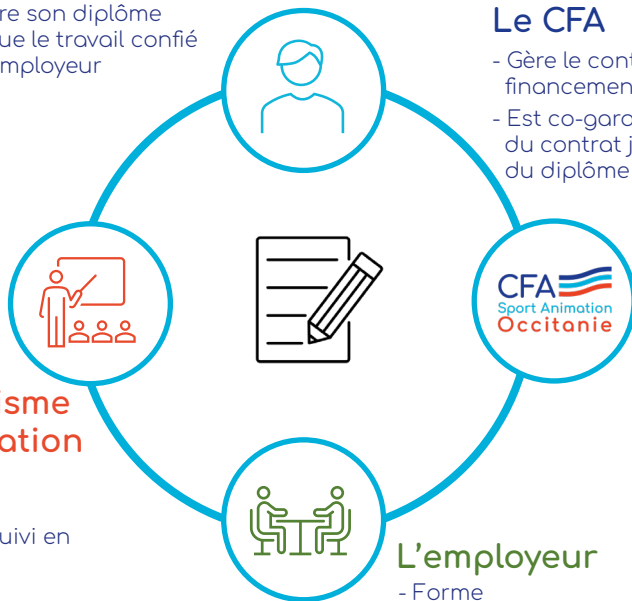 re son diplôme
ue le travail confié
mployeur
Le CFA
- Gère le cont
financement
- Est co-gara
du contrat j
du diplôme
CFA
Sport Animation
Occitanie
isme
ation
uivi en
L'employeur
- Forme